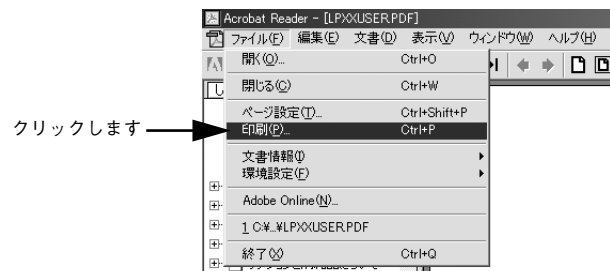 Acrobat Reader - [LPXXUSER.PDF]
ファイル(F) 編集(E) 文書(D) 表示(V) ウィンドウ(W) ヘルプ(H)
開く(O)... Ctrl+O
閉じる(C) Ctrl+W
ページ設定(T)... Ctrl+Shift+P
クリックします
印刷(P)... Ctrl+P
文書情報(I)
環境設定(F)
Adobe Online(N)...
1 C:¥..¥LPXXUSER.PDF
終了(X) Ctrl+Q